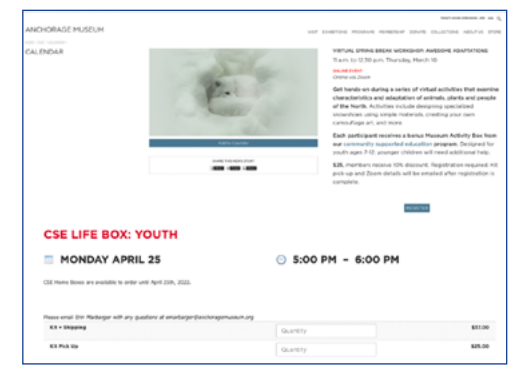 ANCHORAGE MUSEUM
VISIT EXHIBITIONS PROGRAMS MEMBERSHIP DONATE COLLECTIONS ABOUT US STORE
CALENDAR
VIRTUAL SPRING BREAK WORKSHOP: AWESOME ADAPTATIONS
11 a.m. to 12:30 p.m. Thursday, March 10
ONLINE EVENT
Online via Zoom
Get hands-on during a series of virtual activities that examine
characteristics and adaptation of animals, plants and people
of the North. Activities include designing specialized
snowshoes using simple materials, creating your own
camouflage art, and more.
Each participant receives a bonus Museum Activity Box from
our community supported education program. Designed for
youth ages 7-12; younger children will need additional help.
$25, members receive 10% discount. Registration required. Kit
pick-up and Zoom details will be emailed after registration is
complete.
REGISTER
CSE LIFE BOX: YOUTH
MONDAY APRIL 25
5:00 PM – 6:00 PM
CSE Home Boxes are available to order until April 25th, 2022.
Please email Erin Marbarger with any questions at emarbarger@anchoragemuseum.org
Kit + Shipping
Quantity
Kit Pick Up
Quantity
$25.00